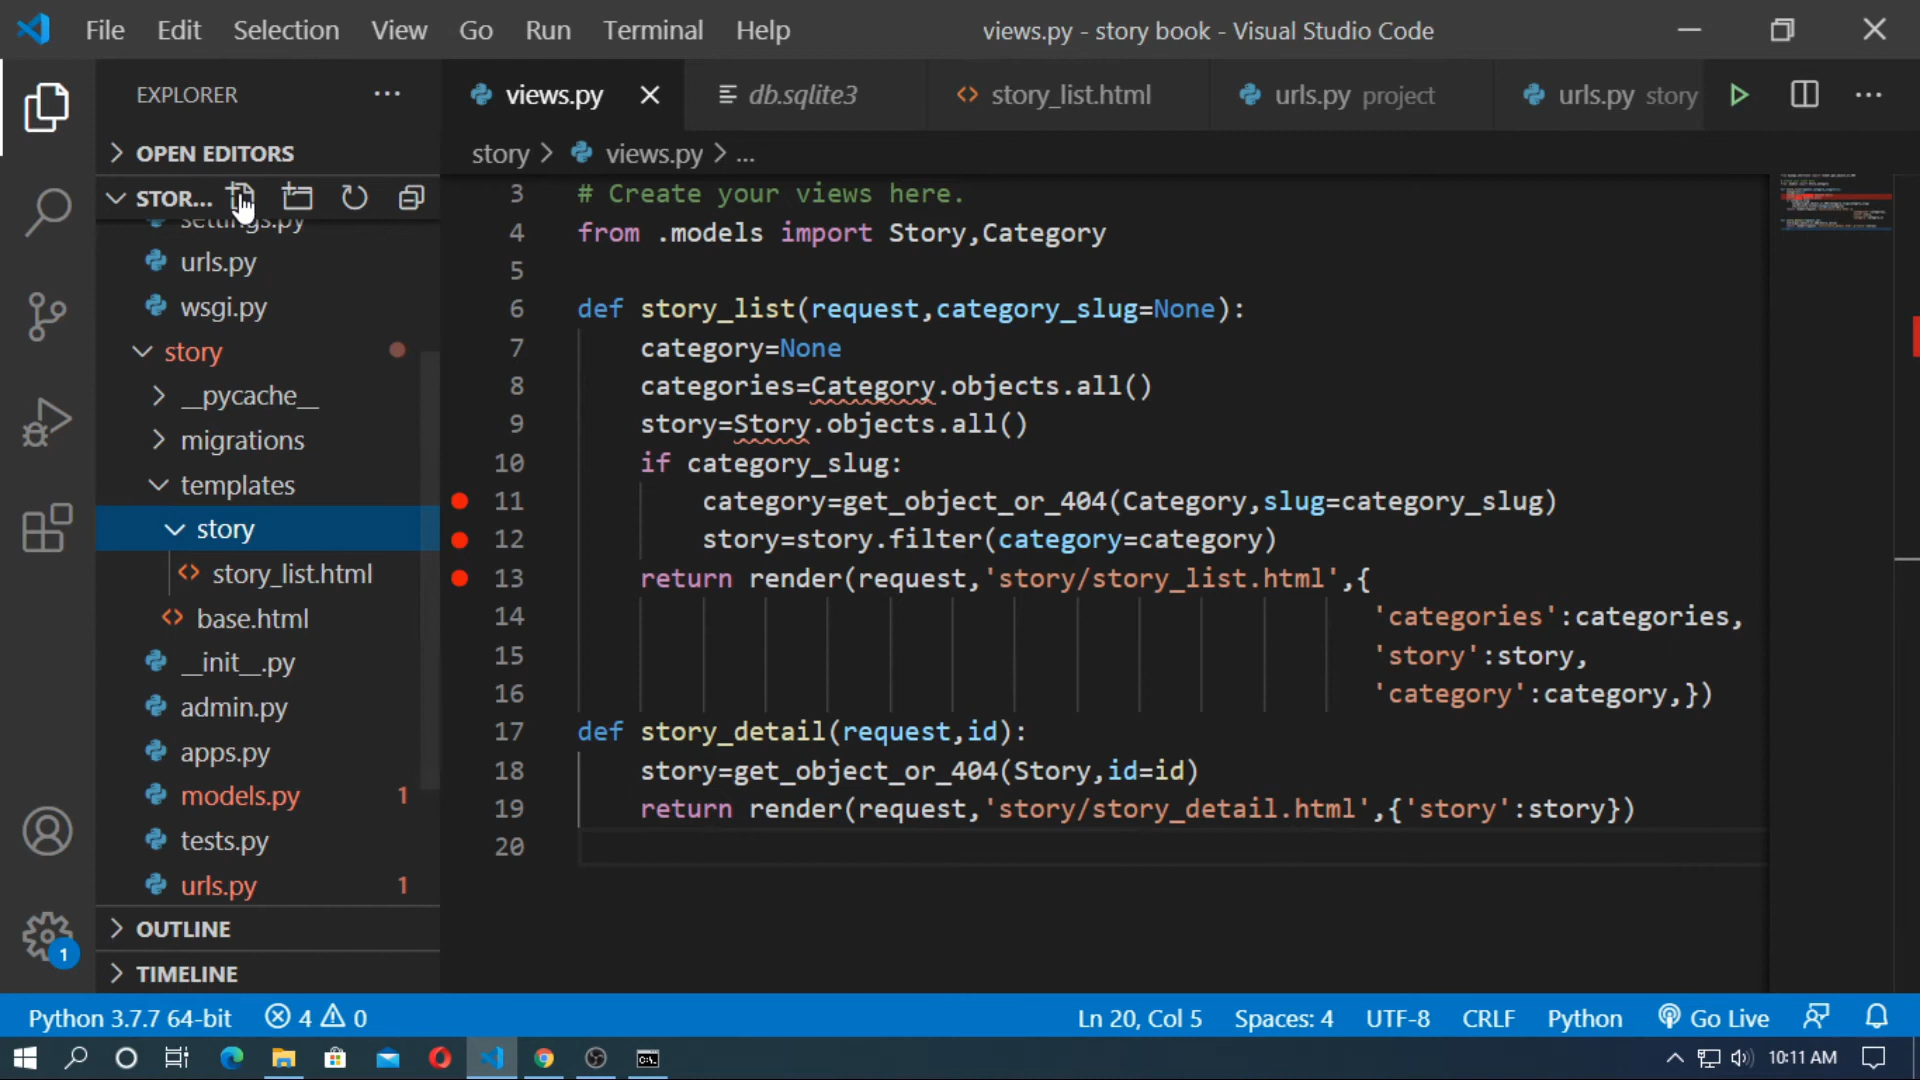 File Edit Selection View Go Run Terminal Help
views.py - story book - Visual Studio Code
EXPLORER
views.py
db.sqlite3
story_list.html
urls.py project
urls.py story
OPEN EDITORS
story > views.py > ...
STOR...
settings.py
urls.py
wsgi.py
story
__pycache__
migrations
templates
story
story_list.html
base.html
__init__.py
admin.py
apps.py
models.py 1
tests.py
urls.py 1
OUTLINE
TIMELINE
3 # Create your views here.
4 from .models import Story,Category
5
6 def story_list(request,category_slug=None):
7 category=None
8 categories=Category.objects.all()
9 story=Story.objects.all()
10 if category_slug:
11 category=get_object_or_404(Category,slug=category_slug)
12 story=story.filter(category=category)
13 return render(request,'story/story_list.html',{
14 'categories':categories,
15 'story':story,
16 'category':category,})
17 def story_detail(request,id):
18 story=get_object_or_404(Story,id=id)
19 return render(request,'story/story_detail.html',{'story':story})
20
1
Python 3.7.7 64-bit 4 0
Ln 20, Col 5 Spaces: 4 UTF-8 CRLF Python Go Live
10:11 AM